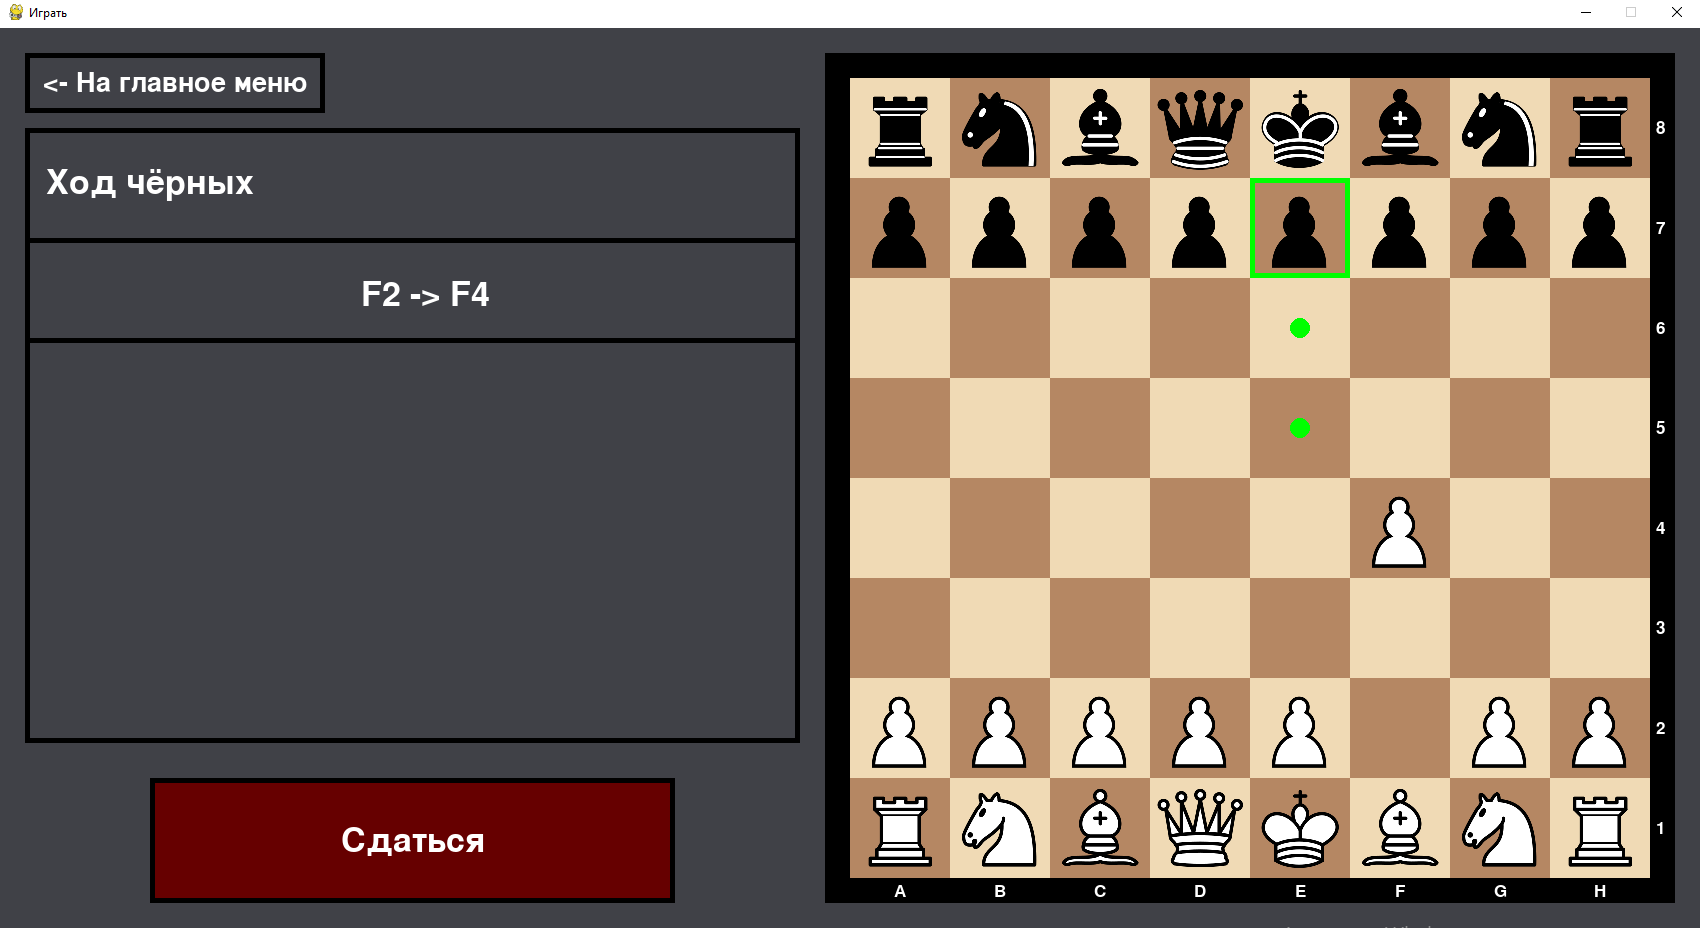 Играть
<- На главное меню
Ход чёрных
F2 -> F4
Сдаться
8
7
6
5
4
3
2
1
A B C D E F G H